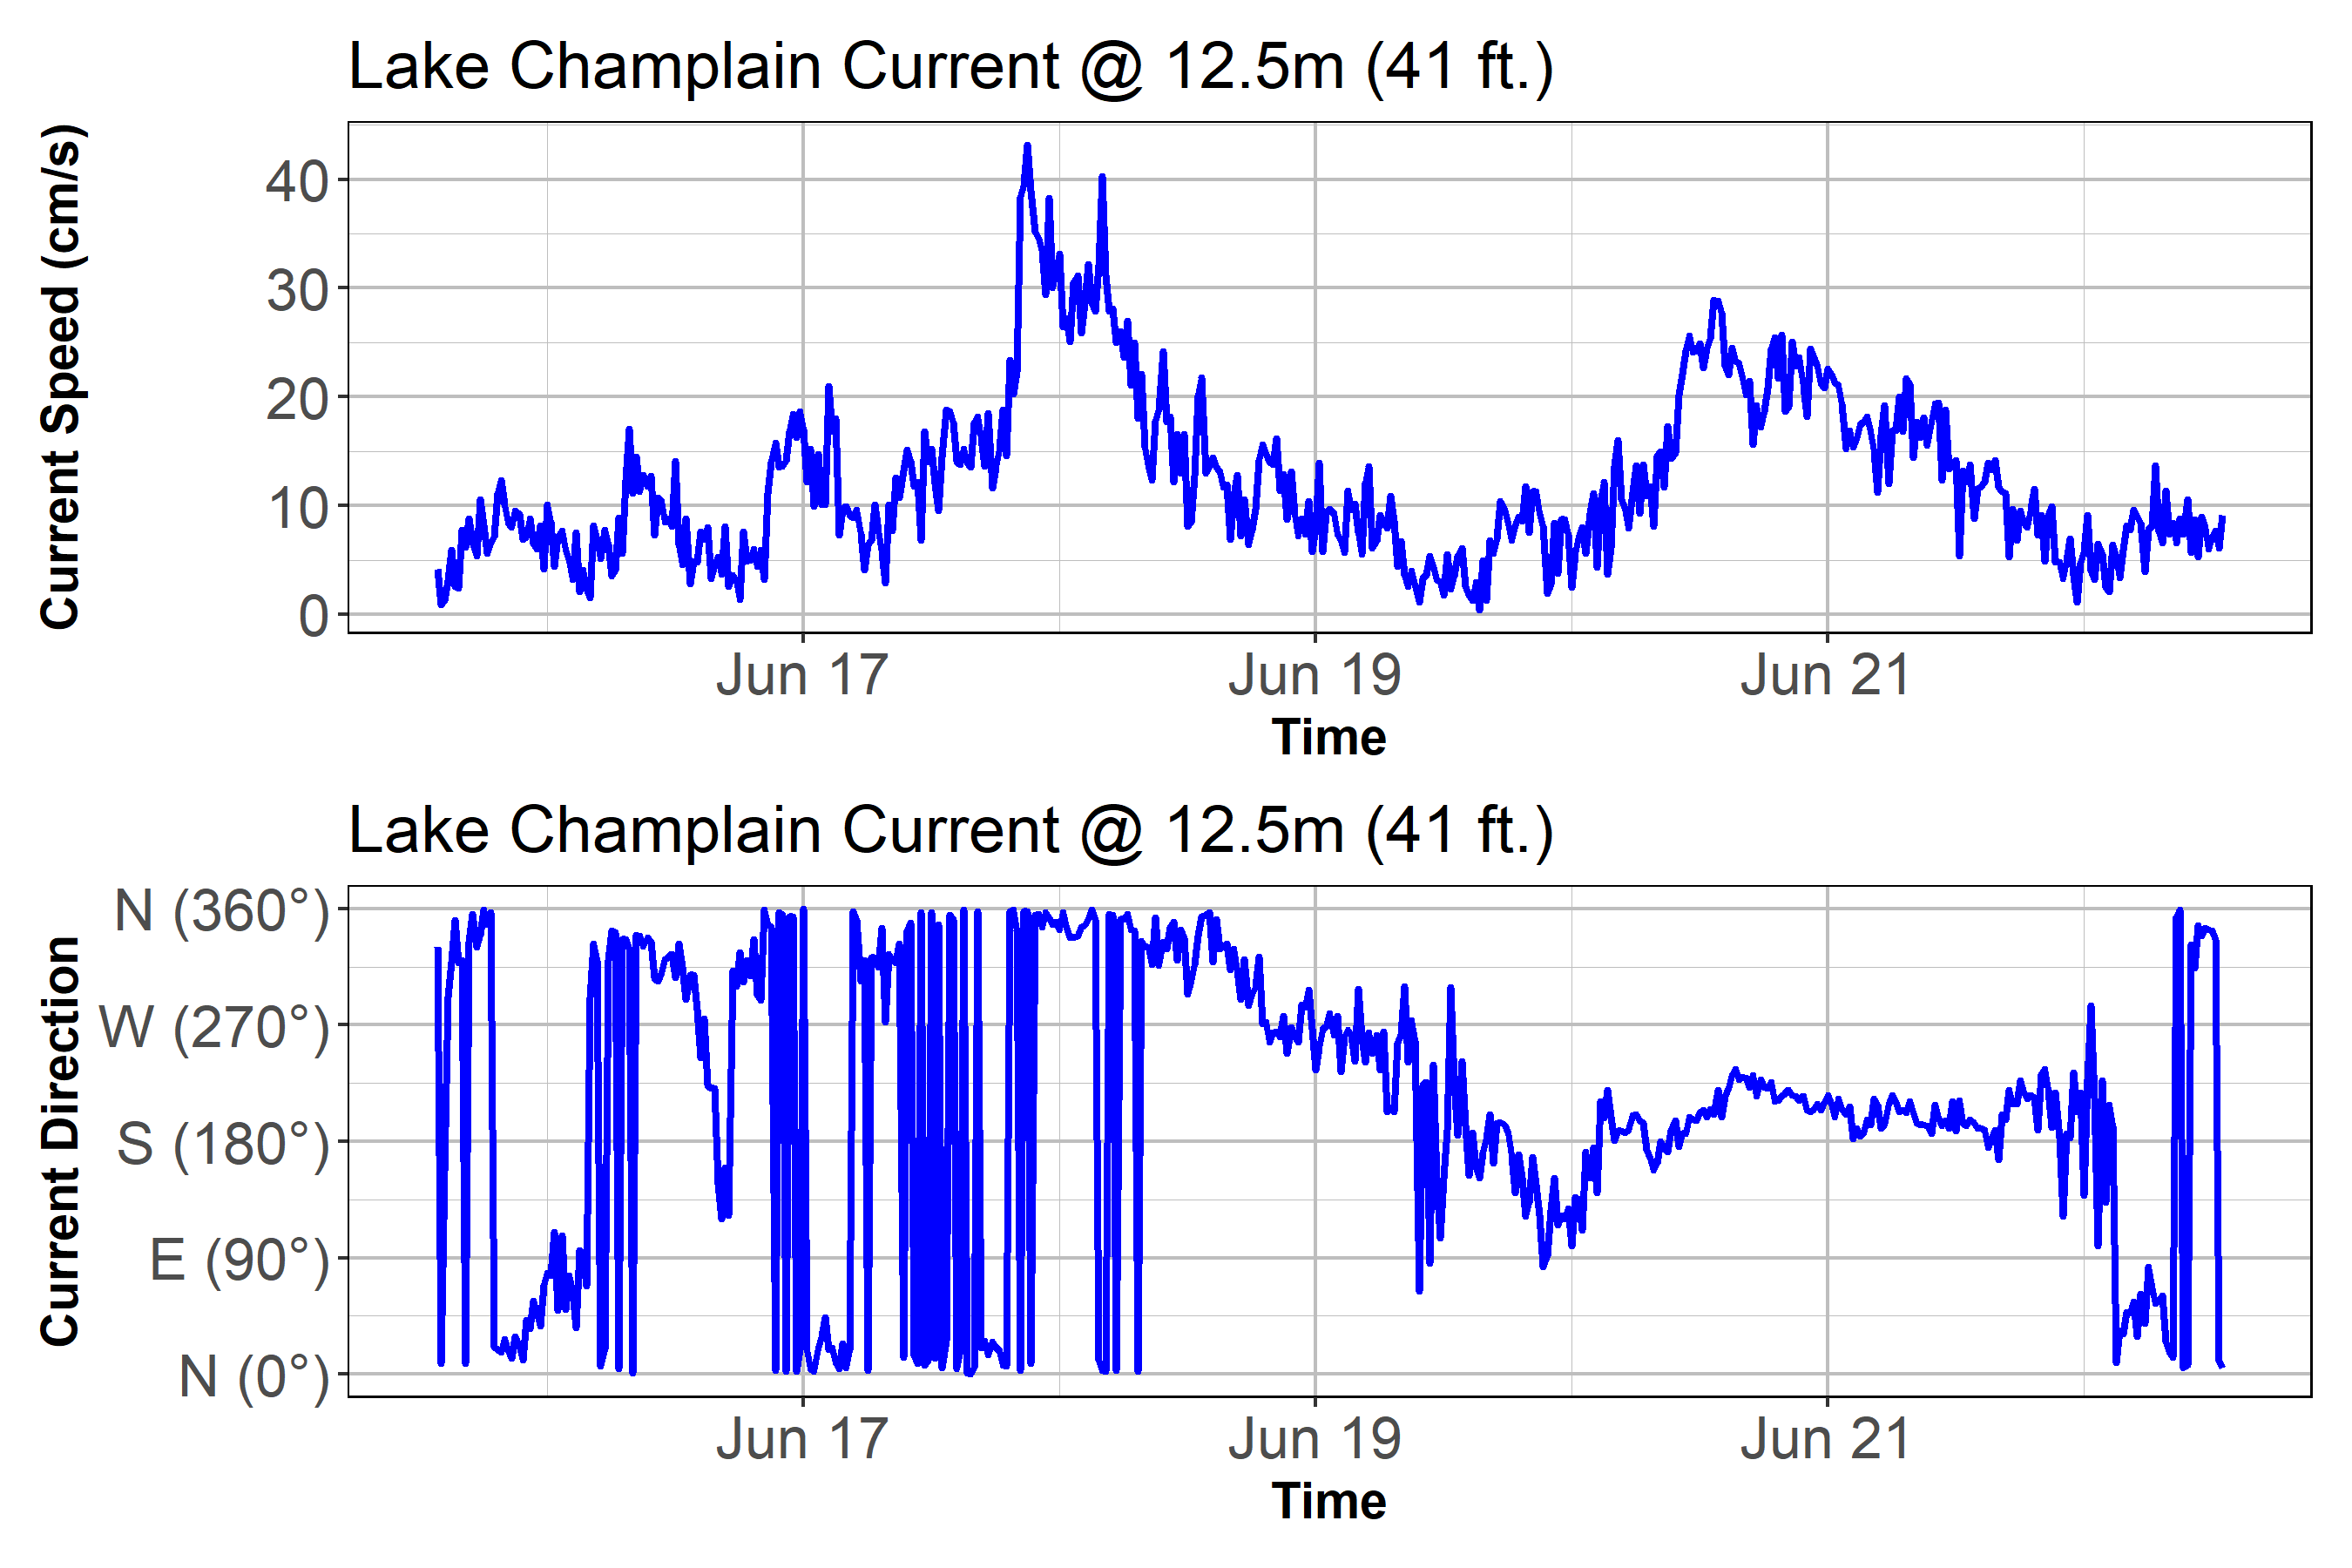 Lake Champlain Current @ 12.5m (41 ft.)
Current Speed (cm/s)
40
30
20
10
0
Jun 17 Jun 19 Jun 21
Time
Lake Champlain Current @ 12.5m (41 ft.)
Current Direction
N (360°)
W (270°)
S (180°)
E (90°)
N (0°)
Jun 17 Jun 19 Jun 21
Time